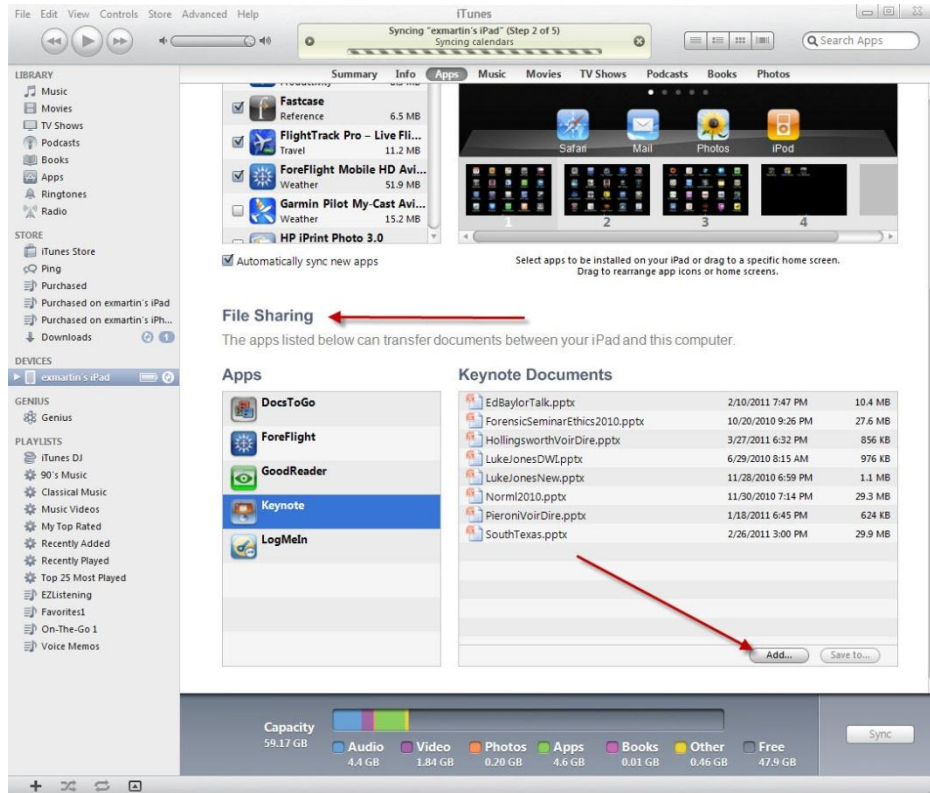 File Edit View Controls Store Advanced Help
iTunes
Syncing "exmartin's iPad" (Step 2 of 5)
Syncing calendars
Search Apps
LIBRARY
Music
Movies
TV Shows
Podcasts
Books
Apps
Ringtones
Radio
STORE
iTunes Store
Ping
Purchased
Purchased on exmartin's iPad
Purchased on exmartin's iPh...
Downloads 1
DEVICES
exmartin's iPad
GENIUS
Genius
PLAYLISTS
iTunes DJ
90's Music
Classical Music
Music Videos
My Top Rated
Recently Added
Recently Played
Top 25 Most Played
EZListening
Favorites1
On-The-Go 1
Voice Memos
Summary Info Apps Music Movies TV Shows Podcasts Books Photos
Fastcase
Reference 6.5 MB
FlightTrack Pro – Live Fli...
Travel 11.2 MB
ForeFlight Mobile HD Avi...
Weather 51.9 MB
Garmin Pilot My-Cast Avi...
Weather 15.2 MB
HP iPrint Photo 3.0
Automatically sync new apps
Safari Mail Photos iPod
1 2 3 4
Select apps to be installed on your iPad or drag to a specific home screen.
Drag to rearrange app icons or home screens.
File Sharing
The apps listed below can transfer documents between your iPad and this computer.
Apps
DocsToGo
ForeFlight
GoodReader
Keynote
LogMeIn
Keynote Documents
EdBaylorTalk.pptx 2/10/2011 7:47 PM 10.4 MB
ForensicSeminarEthics2010.pptx 10/20/2010 9:26 PM 27.6 MB
HollingsworthVoirDire.pptx 3/27/2011 6:32 PM 856 KB
LukeJonesDWI.pptx 6/29/2010 8:15 AM 976 KB
LukeJonesNew.pptx 11/28/2010 6:59 PM 1.1 MB
Norml2010.pptx 11/30/2010 7:14 PM 29.3 MB
PieroniVoirDire.pptx 1/18/2011 6:45 PM 624 KB
SouthTexas.pptx 2/26/2011 3:00 PM 29.9 MB
Add... Save to...
Capacity
59.17 GB
Audio Video Photos Apps Books Other Free
4.4 GB 1.84 GB 0.20 GB 4.6 GB 0.01 GB 0.46 GB 47.9 GB
Sync